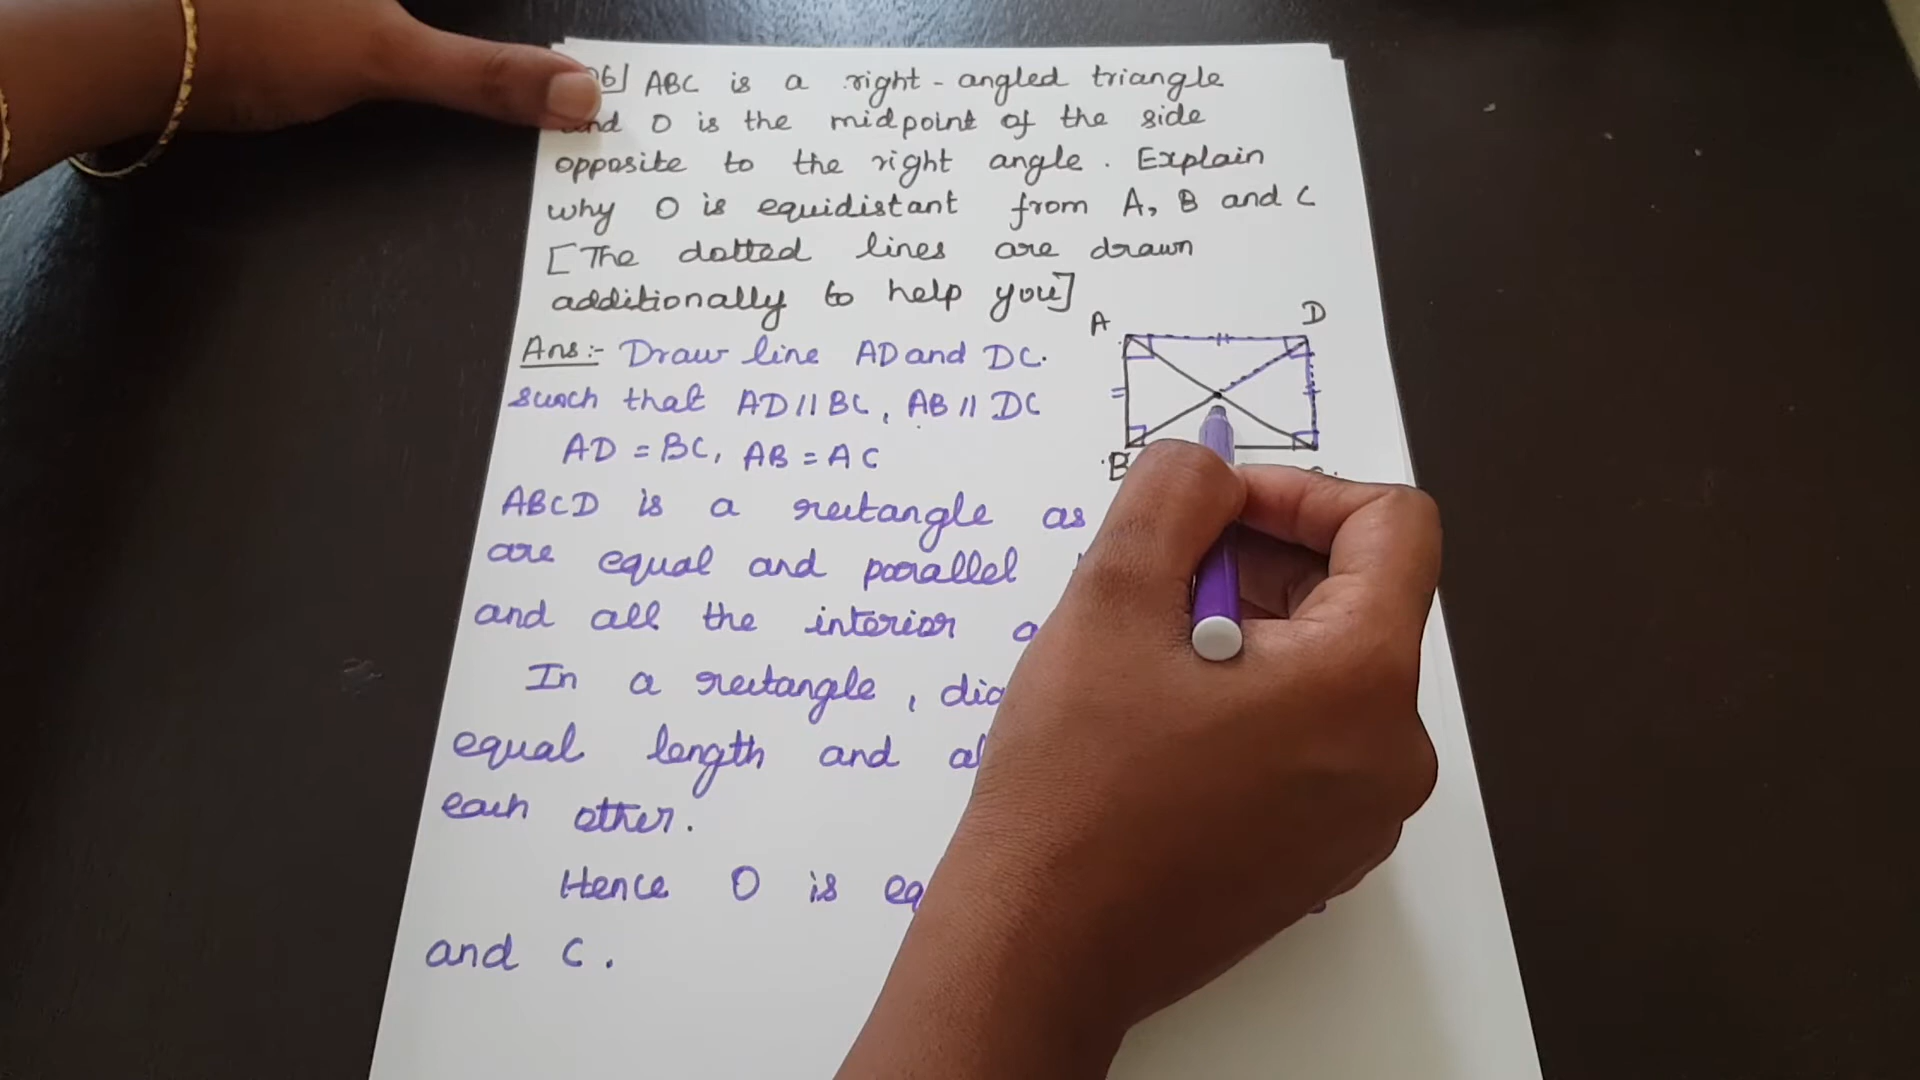 6] ABC is a right-angled triangle
and O is the midpoint of the side
opposite to the right angle. Explain
why O is equidistant from A, B and C
[The dotted lines are drawn
additionally to help you]
A D
Ans:- Draw line AD and DC.
such that AD // BC, AB // DC
AD = BC, AB = AC
B
ABCD is a rectangle as
are equal and parallel
and all the interior
In a rectangle,
equal length and
each other.
Hence O is
and C.